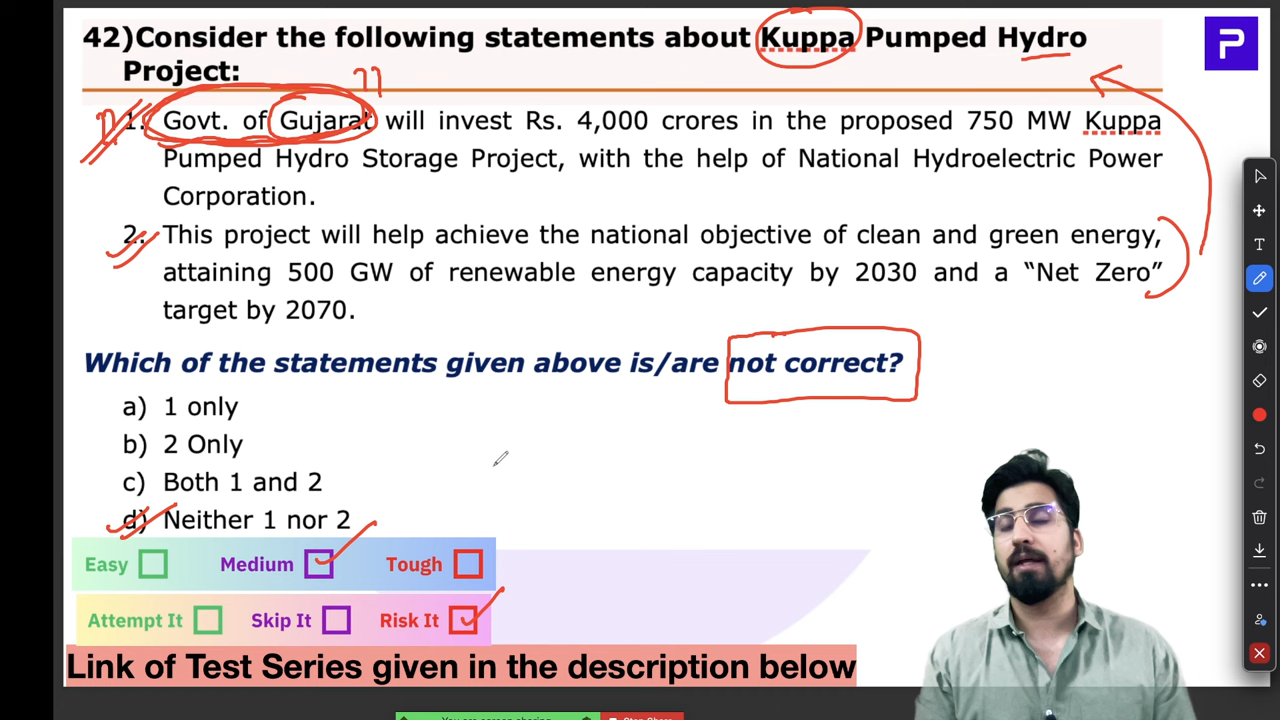 42)Consider the following statements about Kuppa Pumped Hydro
Project:
1. Govt. of Gujarat will invest Rs. 4,000 crores in the proposed 750 MW Kuppa
Pumped Hydro Storage Project, with the help of National Hydroelectric Power
Corporation.
2. This project will help achieve the national objective of clean and green energy,
attaining 500 GW of renewable energy capacity by 2030 and a “Net Zero”
target by 2070.
Which of the statements given above is/are not correct?
a) 1 only
b) 2 Only
c) Both 1 and 2
d) Neither 1 nor 2
Easy Medium Tough
Attempt It Skip It Risk It
Link of Test Series given in the description below